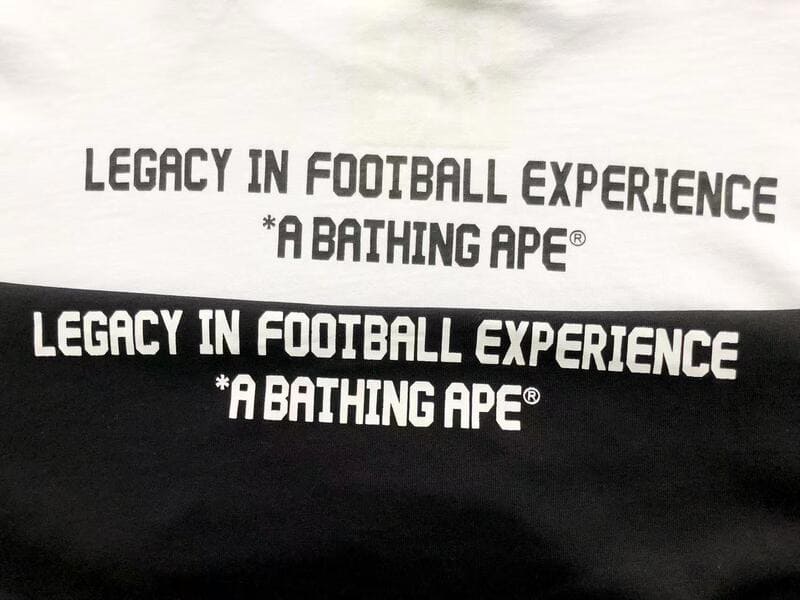 LEGACY IN FOOTBALL EXPERIENCE
*A BATHING APE®
LEGACY IN FOOTBALL EXPERIENCE
*A BATHING APE®